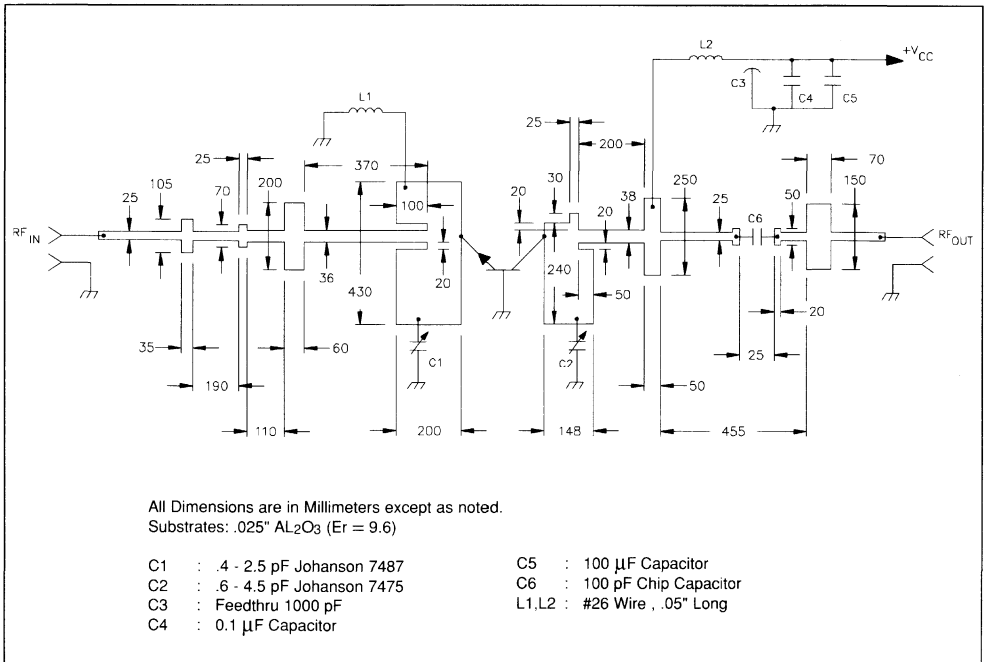 L2
+VCC
C3
C4
C5
L1
25
200
370
25
70
105
70
200
100
20
30
38
250
25
C6
50
150
25
20
RF IN
RF OUT
36
430
20
240
50
20
35
60
C1
C2
25
190
50
110
200
148
455
All Dimensions are in Millimeters except as noted.
Substrates: .025" AL2O3 (Er = 9.6)
C1 : .4 - 2.5 pF Johanson 7487
C2 : .6 - 4.5 pF Johanson 7475
C3 : Feedthru 1000 pF
C4 : 0.1 µF Capacitor
C5 : 100 µF Capacitor
C6 : 100 pF Chip Capacitor
L1,L2 : #26 Wire , .05" Long